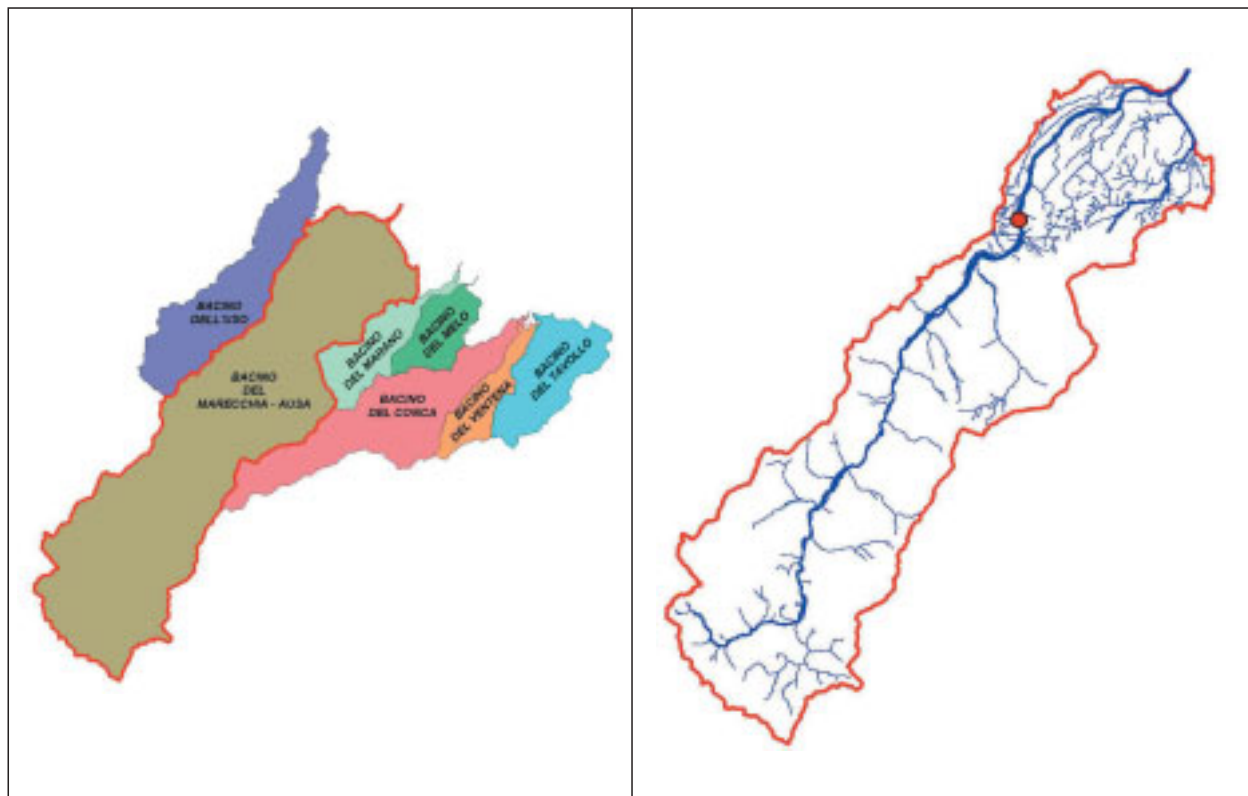 BACINO
DELL'USO
BACINO
DEL
MARECCHIA - AUSA
BACINO
DEL MARANO
BACINO
DEL MELO
BACINO
DEL CONCA
BACINO
DEL VENTENA
BACINO
DEL TAVOLLO